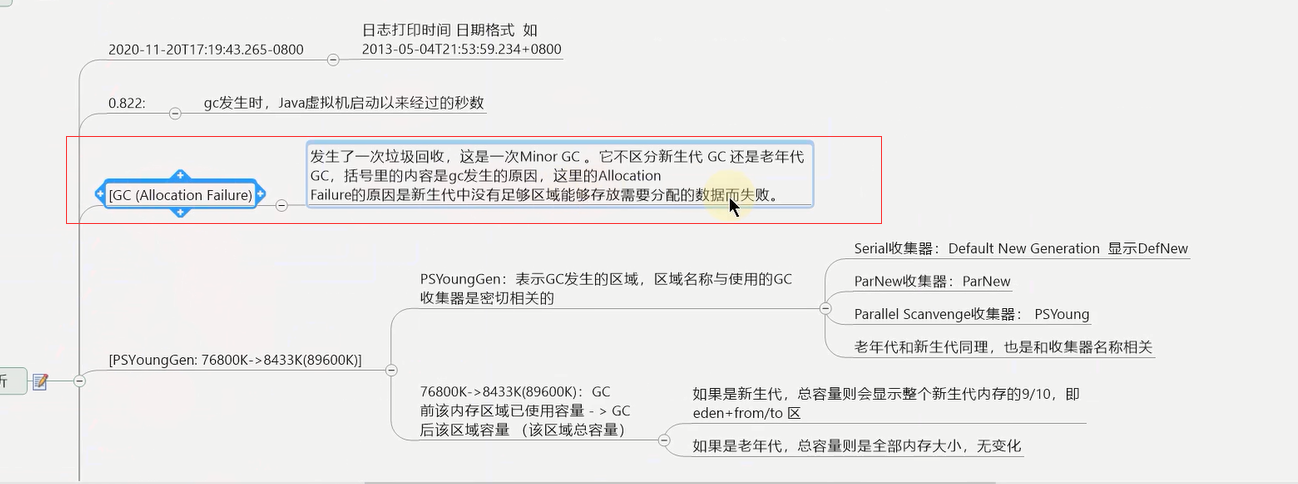 日志打印时间 日期格式 如
2020-11-20T17:19:43.265-0800
2013-05-04T21:53:59.234+0800
0.822:
gc发生时，Java虚拟机启动以来经过的秒数
发生了一次垃圾回收，这是一次Minor GC 。它不区分新生代 GC 还是老年代
GC，括号里的内容是gc发生的原因，这里的Allocation
[GC (Allocation Failure)
Failure的原因是新生代中没有足够区域能够存放需要分配的数据而失败。
Serial收集器：Default New Generation 显示DefNew
PSYoungGen：表示GC发生的区域，区域名称与使用的GC
收集器是密切相关的
ParNew收集器：ParNew
Parallel Scanvenge收集器： PSYoung
老年代和新生代同理，也是和收集器名称相关
[PSYoungGen: 76800K->8433K(89600K)]
析
76800K->8433K(89600K)：GC
前该内存区域已使用容量 - > GC
后该区域容量 （该区域总容量）
如果是新生代，总容量则会显示整个新生代内存的9/10，即
eden+from/to 区
如果是老年代，总容量则是全部内存大小，无变化